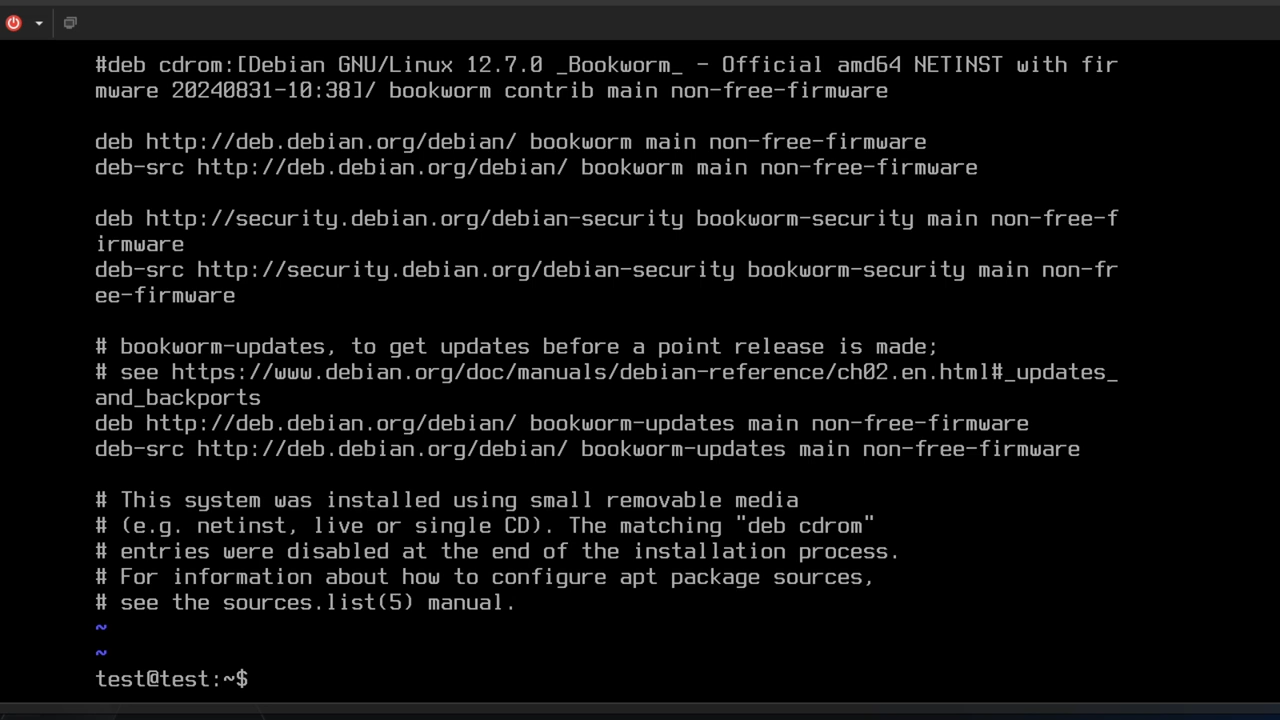 #deb cdrom:[Debian GNU/Linux 12.7.0 _Bookworm_ - Official amd64 NETINST with fir
mware 20240831-10:38]/ bookworm contrib main non-free-firmware
deb http://deb.debian.org/debian/ bookworm main non-free-firmware
deb-src http://deb.debian.org/debian/ bookworm main non-free-firmware
deb http://security.debian.org/debian-security bookworm-security main non-free-f
irmware
deb-src http://security.debian.org/debian-security bookworm-security main non-fr
ee-firmware
# bookworm-updates, to get updates before a point release is made;
# see https://www.debian.org/doc/manuals/debian-reference/ch02.en.html#_updates_
and_backports
deb http://deb.debian.org/debian/ bookworm-updates main non-free-firmware
deb-src http://deb.debian.org/debian/ bookworm-updates main non-free-firmware
# This system was installed using small removable media
# (e.g. netinst, live or single CD). The matching "deb cdrom"
# entries were disabled at the end of the installation process.
# For information about how to configure apt package sources,
# see the sources.list(5) manual.
~
~
test@test:~$